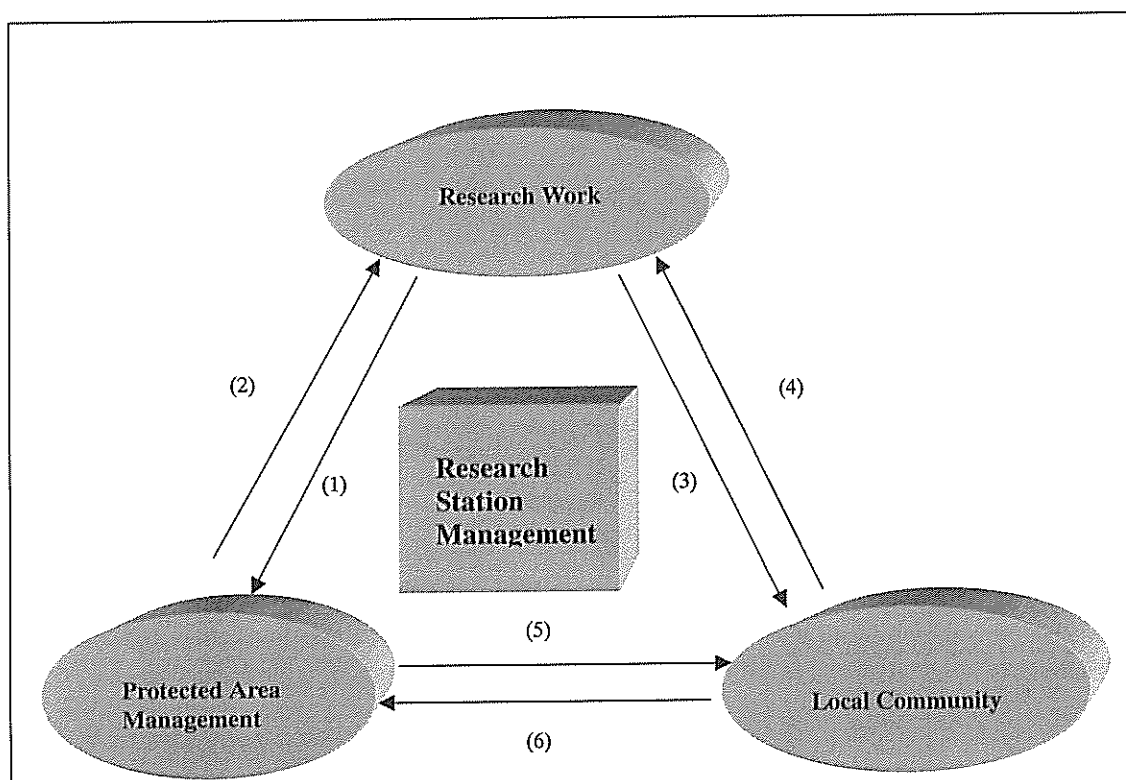 Research Work
(2)
(4)
Research
Station
Management
(1)
(3)
(5)
Protected Area
Management
Local Community
(6)